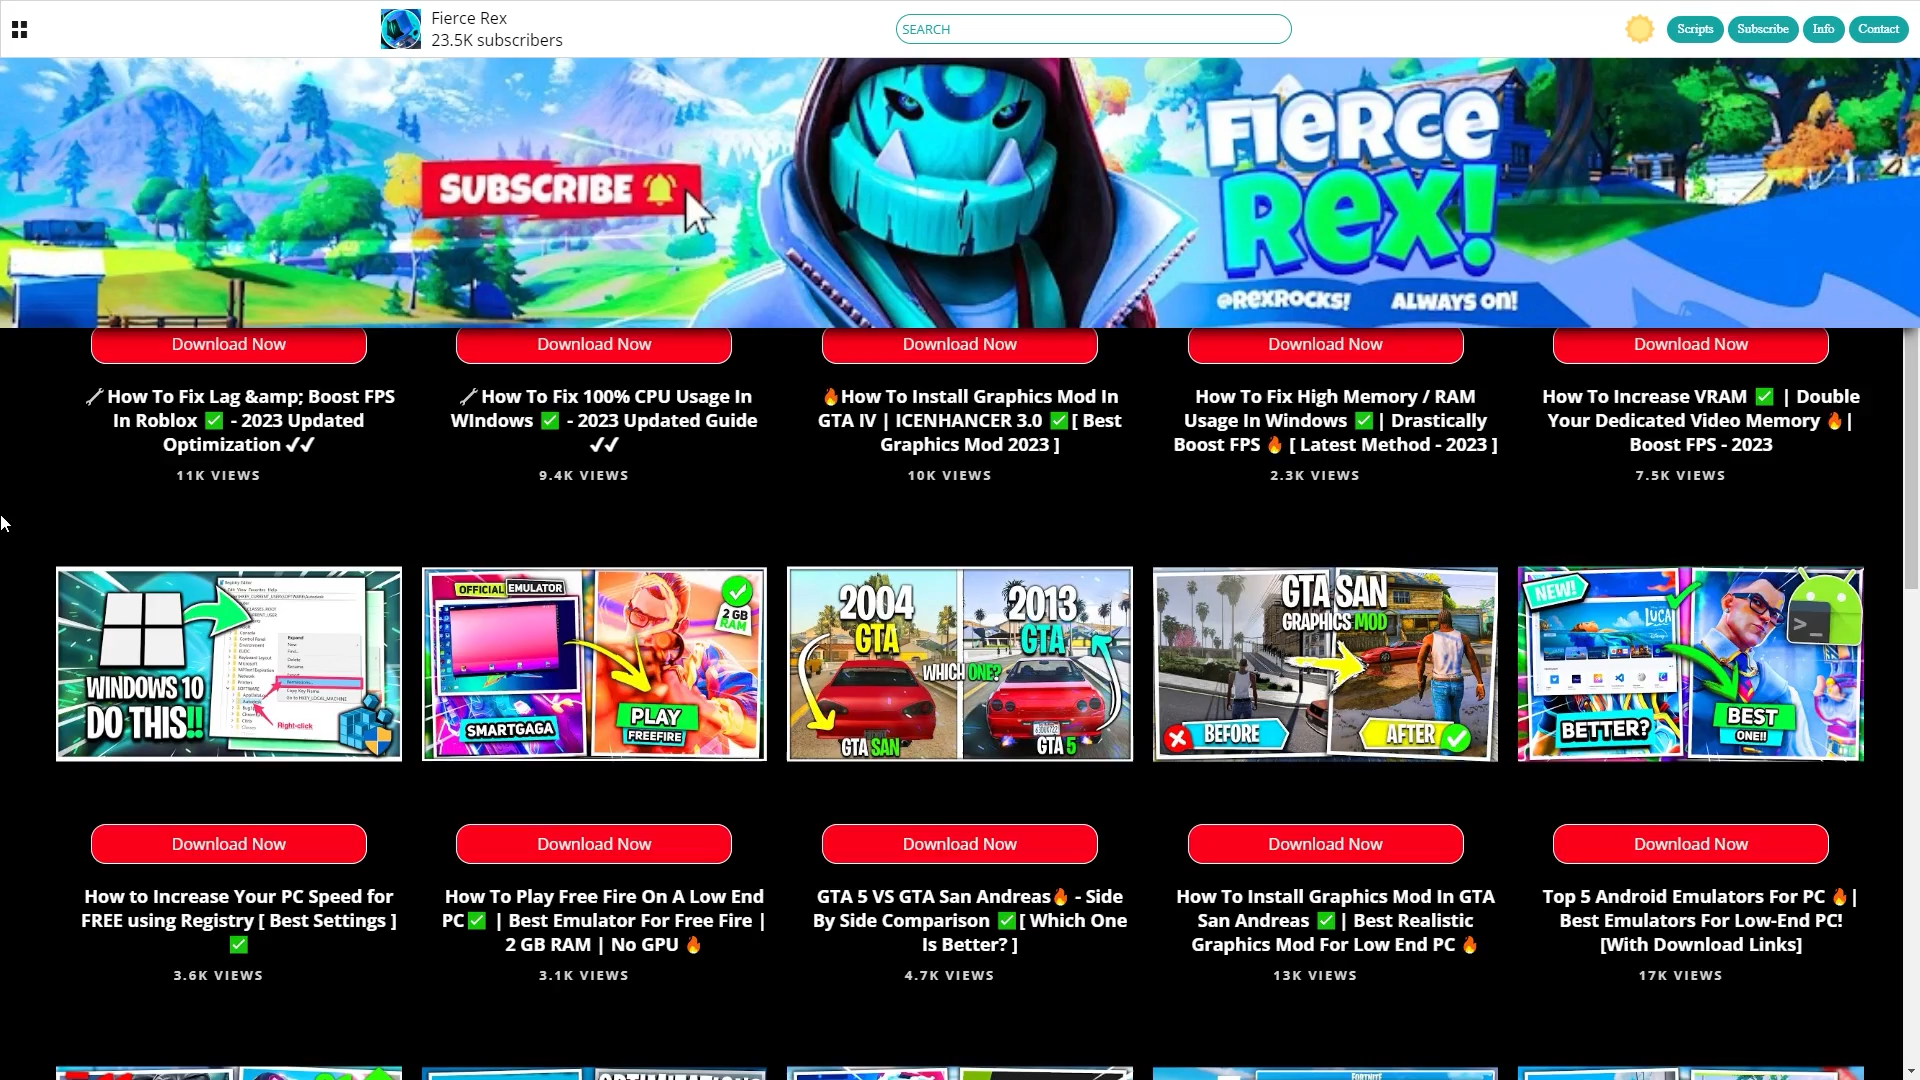 Fierce Rex
23.5K subscribers
SEARCH
Scripts
Subscribe
Info
Contact
SUBSCRIBE
FIERCE
REX!
@REXROCKS!
ALWAYS ON!
Download Now
Download Now
Download Now
Download Now
Download Now
How To Fix Lag &amp; Boost FPS
In Roblox ✅ - 2023 Updated
Optimization ✔✔
11K VIEWS
How To Fix 100% CPU Usage In
WIndows ✅ - 2023 Updated Guide
✔✔
9.4K VIEWS
🔥How To Install Graphics Mod In
GTA IV | ICENHANCER 3.0 ✅[ Best
Graphics Mod 2023 ]
10K VIEWS
How To Fix High Memory / RAM
Usage In Windows ✅| Drastically
Boost FPS 🔥 [ Latest Method - 2023 ]
2.3K VIEWS
How To Increase VRAM ✅ | Double
Your Dedicated Video Memory 🔥|
Boost FPS - 2023
7.5K VIEWS
WINDOWS 10
DO THIS!!
Right-click
OFFICIAL EMULATOR
2 GB
RAM
SMARTGAGA
PLAY
FREEFIRE
2004
GTA
2013
GTA
WHICH ONE?
GTA SAN
GTA 5
GTA SAN
GRAPHICS MOD
BEFORE
AFTER
NEW!
LUCA
BETTER?
BEST
ONE!!
Download Now
Download Now
Download Now
Download Now
Download Now
How to Increase Your PC Speed for
FREE using Registry [ Best Settings ]
✅
3.6K VIEWS
How To Play Free Fire On A Low End
PC✅ | Best Emulator For Free Fire |
2 GB RAM | No GPU 🔥
3.1K VIEWS
GTA 5 VS GTA San Andreas🔥 - Side
By Side Comparison ✅[ Which One
Is Better? ]
4.7K VIEWS
How To Install Graphics Mod In GTA
San Andreas ✅| Best Realistic
Graphics Mod For Low End PC 🔥
13K VIEWS
Top 5 Android Emulators For PC 🔥|
Best Emulators For Low-End PC!
[With Download Links]
17K VIEWS